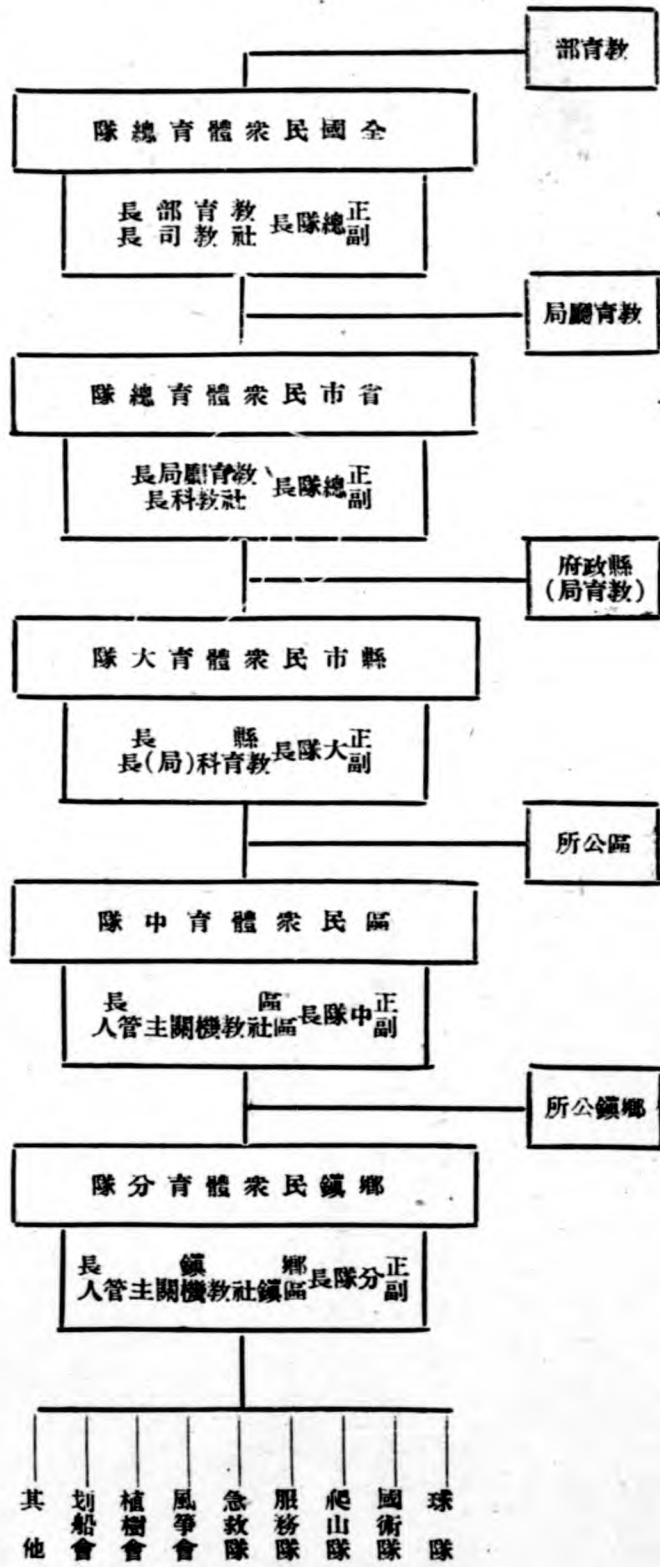 教育部
全國民衆體育總隊
正副總隊長 教育部長
社教司長
教育廳局
省市民衆體育總隊
正副總隊長 教育廳局長
社教科長
縣政府
(教育局)
縣市民衆體育大隊
正副大隊長 縣長
教育科(局)長
區公所
區民衆體育中隊
正副中隊長 區長
區社教機關主管人
鄉鎮公所
鄉鎮民衆體育分隊
正副分隊長 鄉鎮長
區鎮社教機關主管人
球隊
國術隊
爬山隊
服務隊
急救隊
風箏會
植樹會
划船會
其他